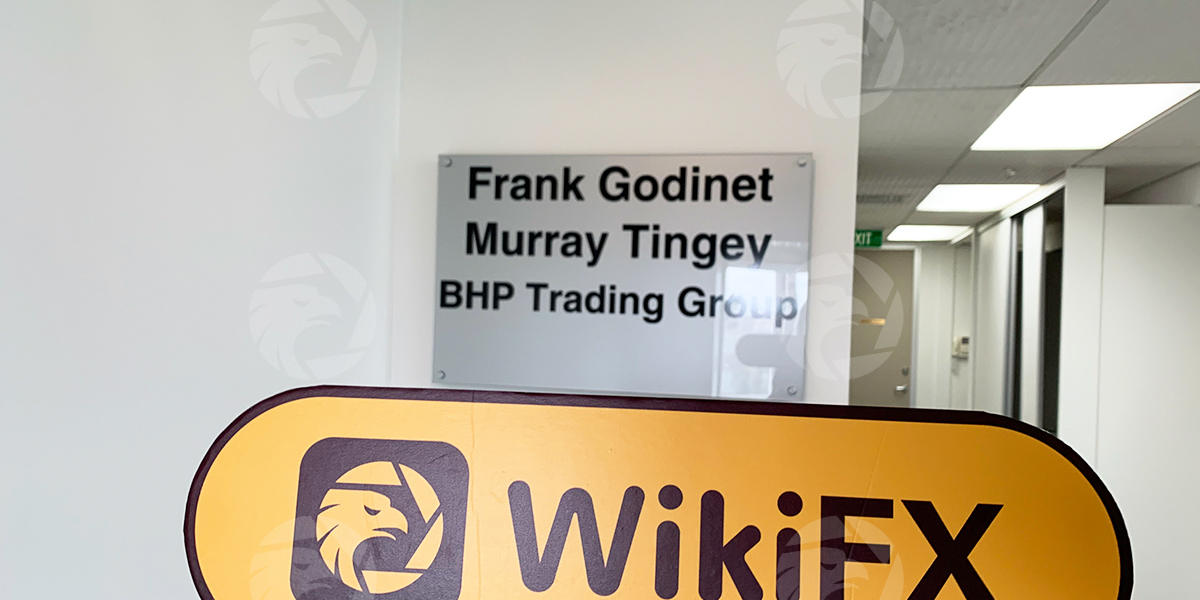 Frank Godinet
Murray Tingey
BHP Trading Group
EXIT
WikiFX